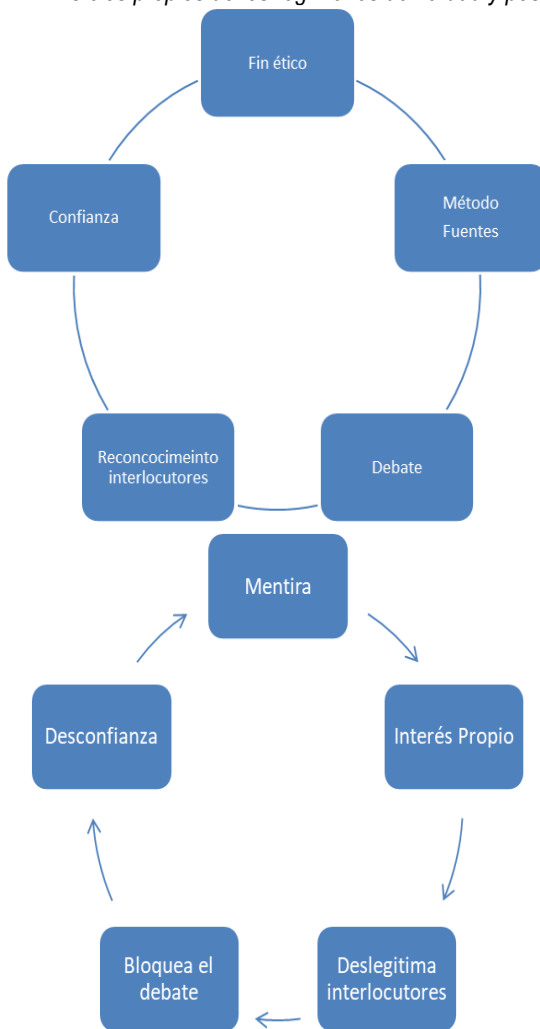 Fin ético
Confianza
Método
Fuentes
Reconcocimeinto
interlocutores
Debate
Mentira
Desconfianza
Interés Propio
Bloquea el
debate
Deslegitima
interlocutores